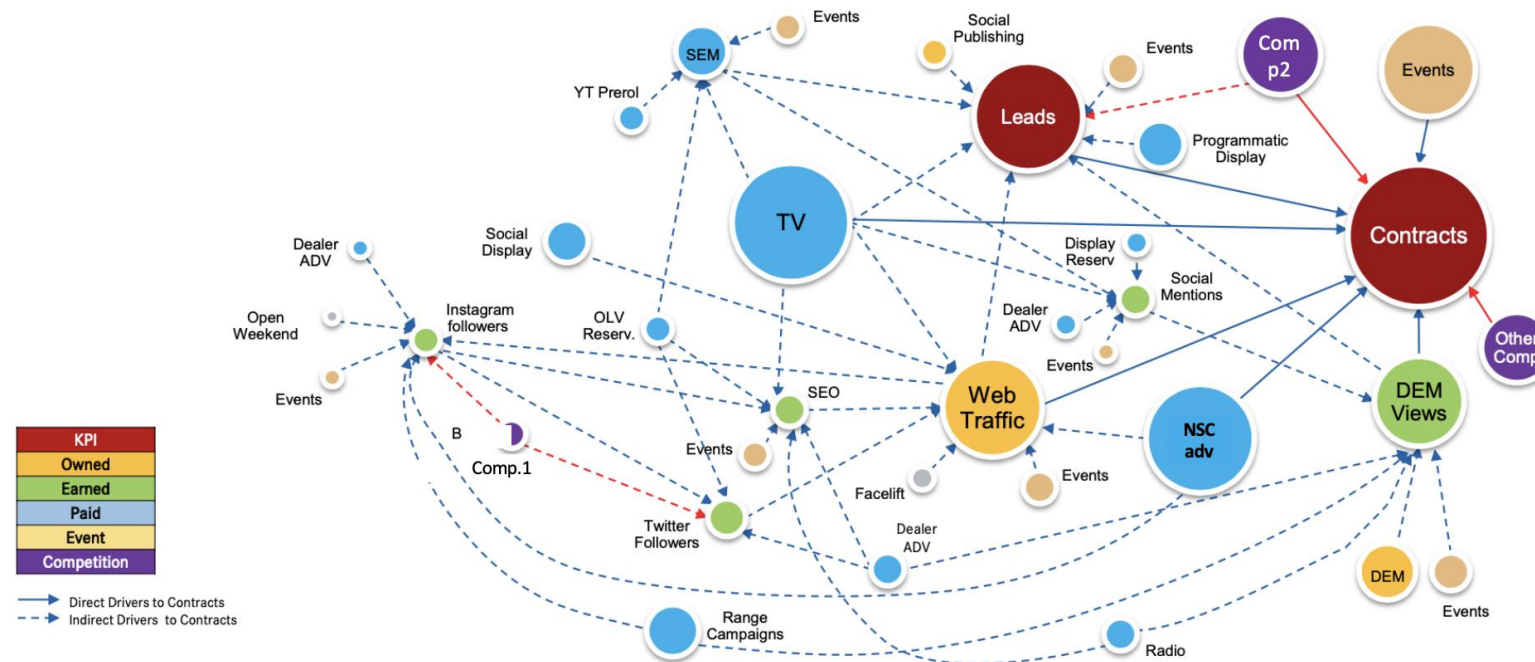 Events
Social
Publishing
SEM
Events
Com
p2
Events
YT Prerol
Leads
Programmatic
Display
TV
Contracts
Social
Display
Dealer
ADV
Display
Reserv
Social
Mentions
Open
Weekend
Instagram
followers
OLV
Reserv.
Dealer
ADV
Events
Other
Comp
Events
SEO
Web
Traffic
DEM
Views
NSC
adv
B
Comp.1
Events
Facelift
Events
Twitter
Followers
Dealer
ADV
DEM
Events
Range
Campaigns
Radio
KPI
Owned
Earned
Paid
Event
Competition
Direct Drivers to Contracts
Indirect Drivers to Contracts